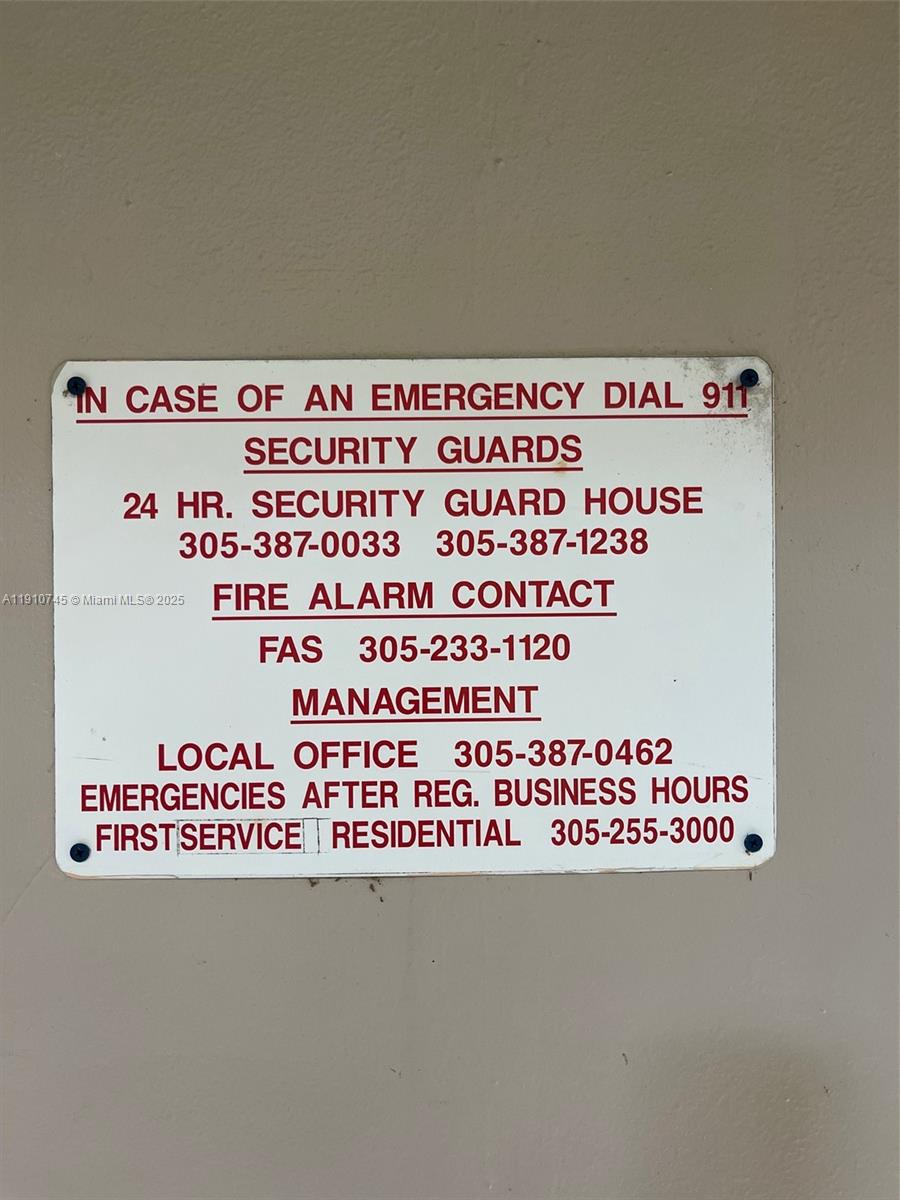 IN CASE OF AN EMERGENCY DIAL 911
SECURITY GUARDS
24 HR. SECURITY GUARD HOUSE
305-387-0033 305-387-1238
A11910745 © Miami MLS® 2025
FIRE ALARM CONTACT
FAS 305-233-1120
MANAGEMENT
LOCAL OFFICE 305-387-0462
EMERGENCIES AFTER REG. BUSINESS HOURS
FIRSTSERVICE RESIDENTIAL 305-255-3000